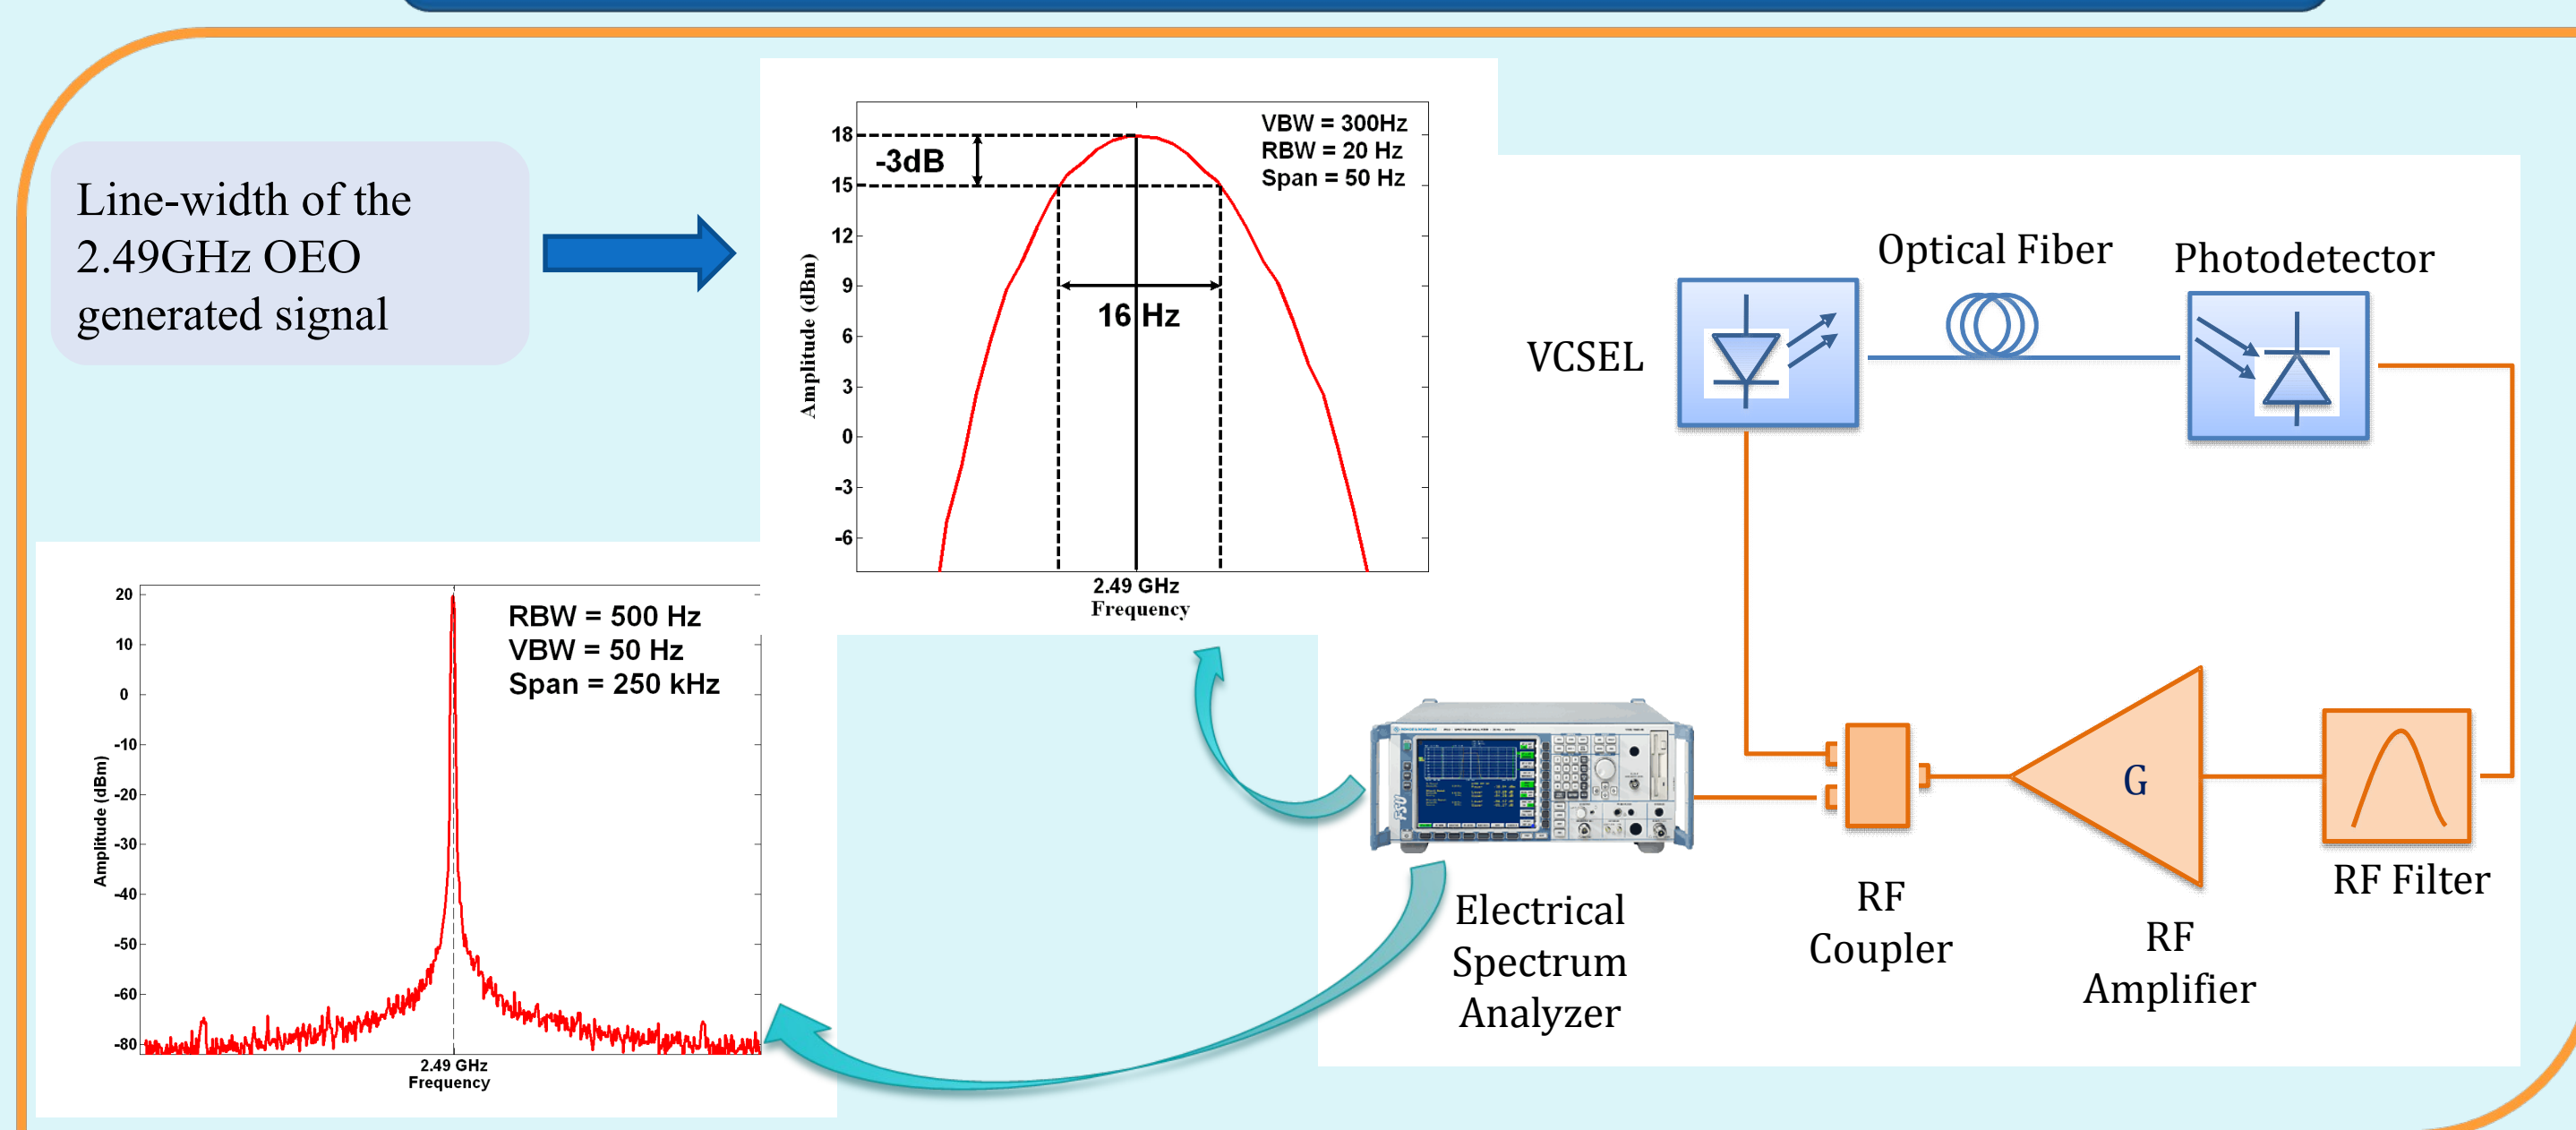 Line-width of the
2.49GHz OEO
generated signal
18
15
12
9
6
3
0
-3
-6
Amplitude (dBm)
-3dB
16 Hz
VBW = 300Hz
RBW = 20 Hz
Span = 50 Hz
2.49 GHz
Frequency
20
10
0
-10
-20
-30
-40
-50
-60
-80
Amplitude (dBm)
RBW = 500 Hz
VBW = 50 Hz
Span = 250 kHz
2.49 GHz
Frequency
Optical Fiber
Photodetector
VCSEL
G
RF Filter
RF
Amplifier
RF
Coupler
FSU
Electrical
Spectrum
Analyzer